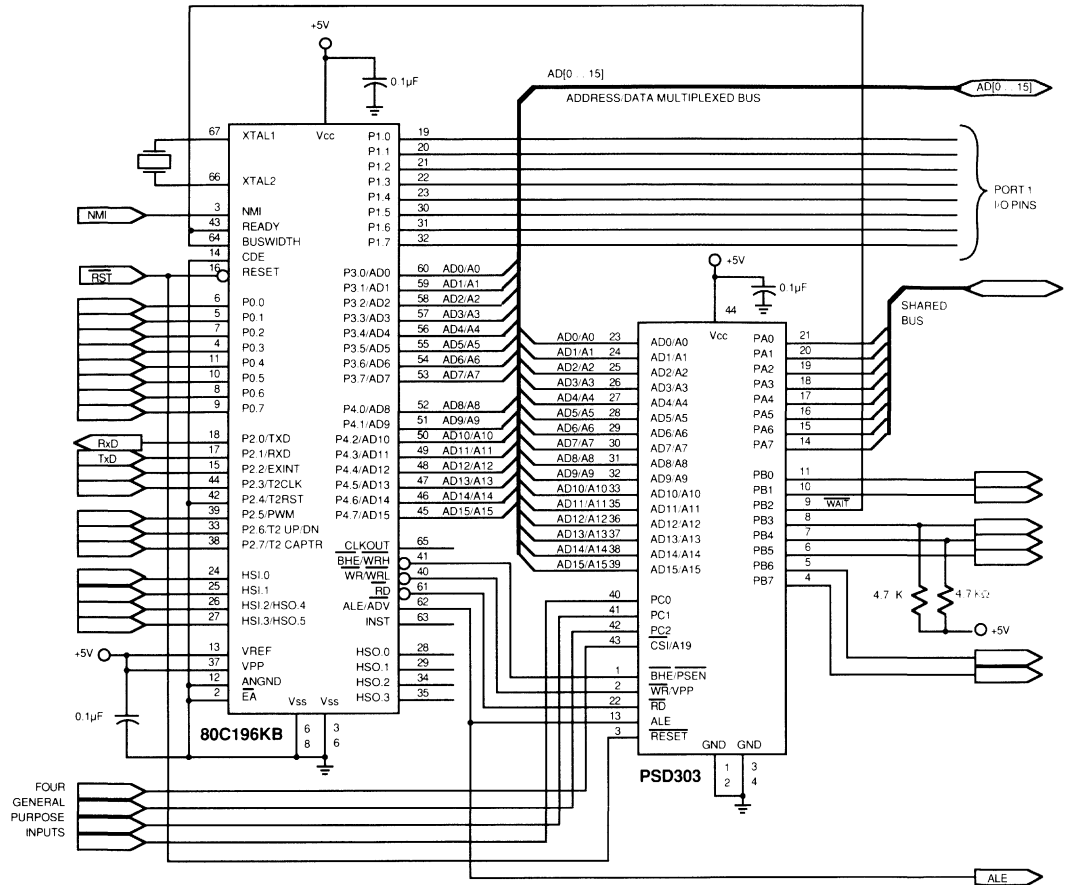 +5V
0.1µF
AD[0 . . 15]
ADDRESS/DATA MULTIPLEXED BUS
AD[0 . . 15]
67 XTAL1
Vcc
66 XTAL2
NMI
3 NMI
43 READY
64 BUSWIDTH
14 CDE
RST
16 RESET
6 P0.0
5 P0.1
7 P0.2
4 P0.3
11 P0.4
10 P0.5
8 P0.6
9 P0.7
RxD
18 P2.0/TXD
TxD
17 P2.1/RXD
15 P2.2/EXINT
44 P2.3/T2CLK
42 P2.4/T2RST
39 P2.5/PWM
33 P2.6/T2 UP/DN
38 P2.7/T2 CAPTR
24 HSI.0
25 HSI.1
26 HSI.2/HSO.4
27 HSI.3/HSO.5
+5V
13 VREF
37 VPP
12 ANGND
2 EA
0.1µF
P1.0 19
P1.1 20
P1.2 21
P1.3 22
P1.4 23
P1.5 30
P1.6 31
P1.7 32
PORT 1
I/O PINS
P3.0/AD0 60 AD0/A0
P3.1/AD1 59 AD1/A1
P3.2/AD2 58 AD2/A2
P3.3/AD3 57 AD3/A3
P3.4/AD4 56 AD4/A4
P3.5/AD5 55 AD5/A5
P3.6/AD6 54 AD6/A6
P3.7/AD7 53 AD7/A7
P4.0/AD8 52 AD8/A8
P4.1/AD9 51 AD9/A9
P4.2/AD10 50 AD10/A10
P4.3/AD11 49 AD11/A11
P4.4/AD12 48 AD12/A12
P4.5/AD13 47 AD13/A13
P4.6/AD14 46 AD14/A14
P4.7/AD15 45 AD15/A15
CLKOUT 65
BHE/WRH 41
WR/WRL 40
RD 61
ALE/ADV 62
INST 63
HSO.0 28
HSO.1 29
HSO.2 34
HSO.3 35
Vss Vss
6 3
8 6
80C196KB
+5V
0.1µF
44
Vcc
AD0/A0 23 AD0/A0
AD1/A1 24 AD1/A1
AD2/A2 25 AD2/A2
AD3/A3 26 AD3/A3
AD4/A4 27 AD4/A4
AD5/A5 28 AD5/A5
AD6/A6 29 AD6/A6
AD7/A7 30 AD7/A7
AD8/A8 31 AD8/A8
AD9/A9 32 AD9/A9
AD10/A10 33 AD10/A10
AD11/A11 35 AD11/A11
AD12/A12 36 AD12/A12
AD13/A13 37 AD13/A13
AD14/A14 38 AD14/A14
AD15/A15 39 AD15/A15
40 PC0
41 PC1
42 PC2
43 CSI/A19
1 BHE/PSEN
2 WR/VPP
22 RD
13 ALE
3 RESET
PA0 21
PA1 20
PA2 19
PA3 18
PA4 17
PA5 16
PA6 15
PA7 14
SHARED
BUS
PB0 11
PB1 10
PB2 9 WAIT
PB3 8
PB4 7
PB5 6
PB6 5
PB7 4
4.7 K
4.7 kΩ
+5V
GND GND
1 3
2 4
PSD303
FOUR
GENERAL
PURPOSE
INPUTS
ALE